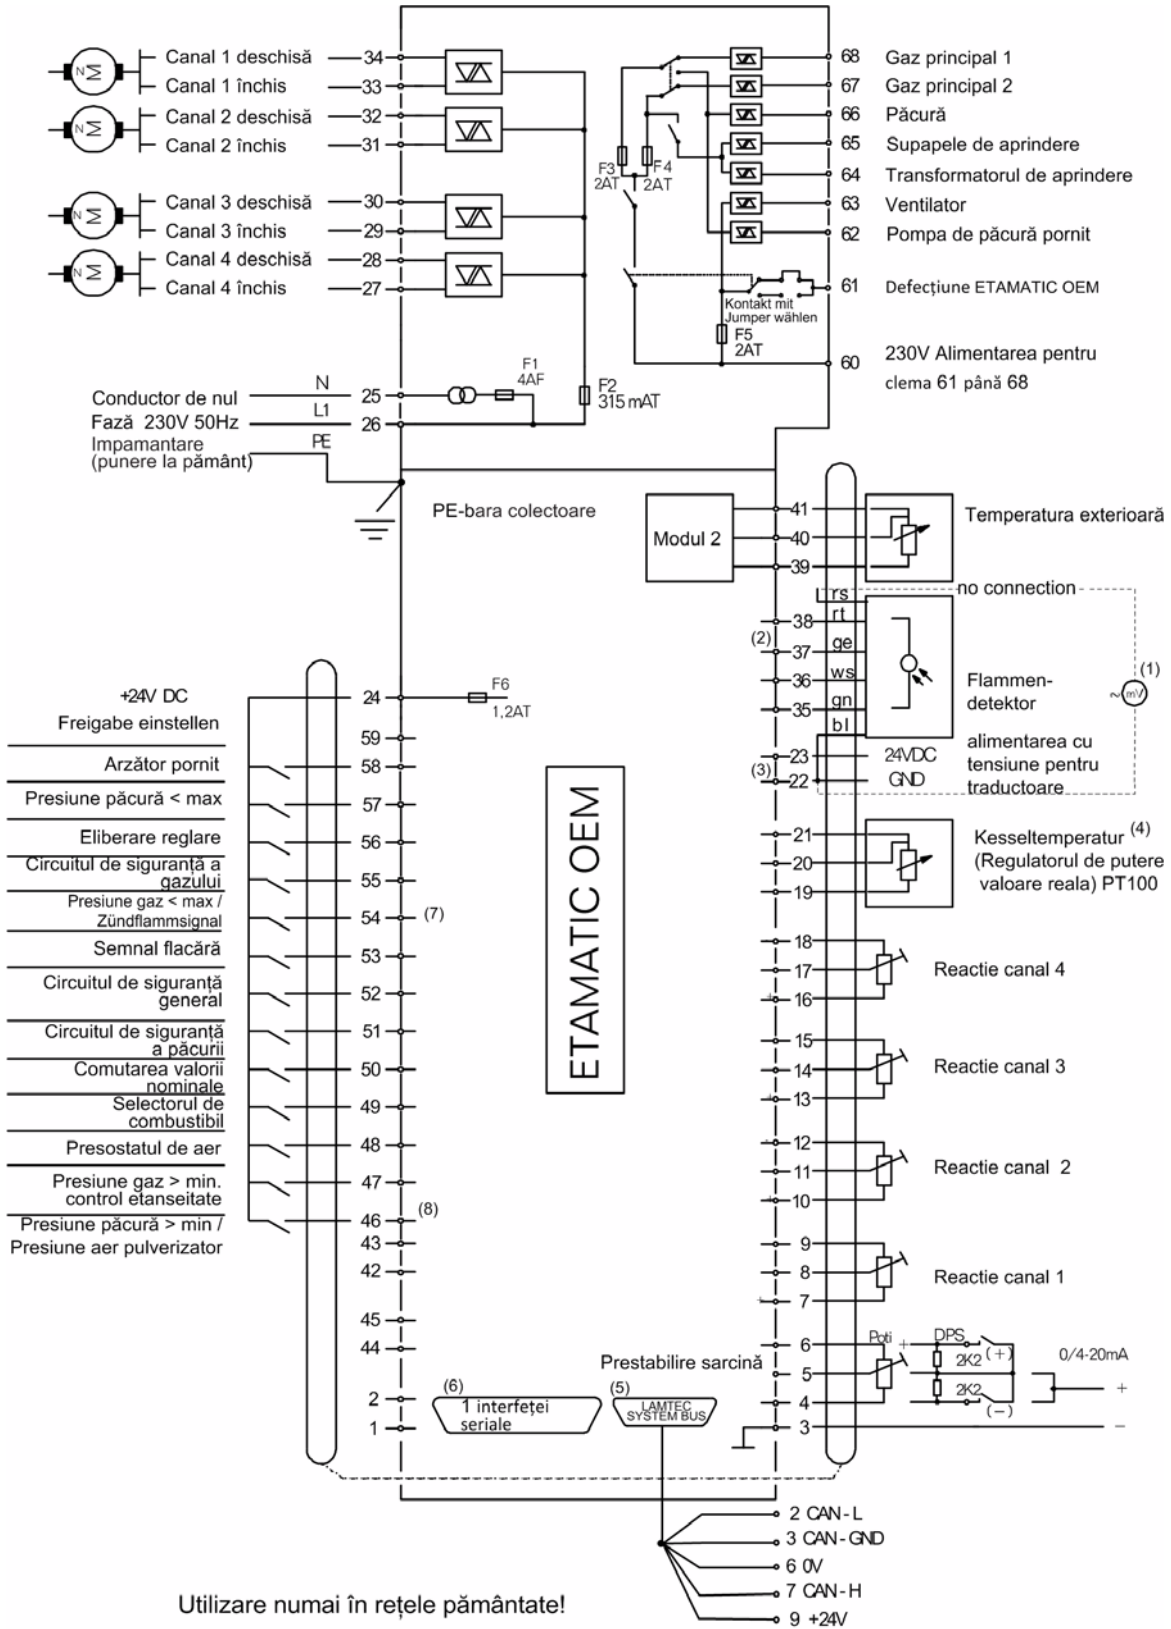 Canal 1 deschisă 34
Canal 1 închis 33
Canal 2 deschisă 32
Canal 2 închis 31
Canal 3 deschisă 30
Canal 3 închis 29
Canal 4 deschisă 28
Canal 4 închis 27
M
N
M
N
M
N
M
N
68 Gaz principal 1
67 Gaz principal 2
66 Păcură
65 Supapele de aprindere
64 Transformatorul de aprindere
63 Ventilator
62 Pompa de păcură pornit
61 Defecțiune ETAMATIC OEM
60 230V Alimentarea pentru
clema 61 până 68
F3
2AT
F4
2AT
Kontakt mit
Jumper wählen
F5
2AT
F1
4AF
F2
315 mAT
Conductor de nul N 25
Fază 230V 50Hz L1 26
Impamantare PE
(punere la pământ)
PE-bara colectoare
Modul 2
41
40
39
Temperatura exterioară
no connection
rs
38 rt
(2)
37 ge
36 ws
35 gn
bl
Flammen-
detektor
(1)
~ mV
23 24VDC
(3)
22 GND
alimentarea cu
tensiune pentru
traductoare
21
20
19
Kesseltemperatur (4)
(Regulatorul de putere
valoare reala) PT100
18
17
+ 16
Reactie canal 4
15
14
+ 13
Reactie canal 3
- 12
11
+ 10
Reactie canal 2
9
8
+ 7
Reactie canal 1
6
5
4
3
Poti
+
DPS
2K2
(+)
2K2
(-)
0/4-20mA
+
-
Prestabilire sarcină
+24V DC 24
F6
1,2AT
Freigabe einstellen 59
Arzător pornit 58
Presiune păcură < max 57
Eliberare reglare 56
Circuitul de siguranță a
gazului 55
Presiune gaz < max /
Zündflammsignal 54 (7)
Semnal flacără 53
Circuitul de siguranță
general 52
Circuitul de siguranță
a păcurii 51
Comutarea valorii
nominale 50
Selectorul de
combustibil 49
Presostatul de aer 48
Presiune gaz > min.
control etanseitate 47
Presiune păcură > min /
Presiune aer pulverizator
46 (8)
43
42
45
44
2
1
ETAMATIC OEM
(6)
1 interfeței
seriale
(5)
LAMTEC
SYSTEM BUS
2 CAN-L
3 CAN-GND
6 0V
7 CAN-H
9 +24V
Utilizare numai în rețele pământate!